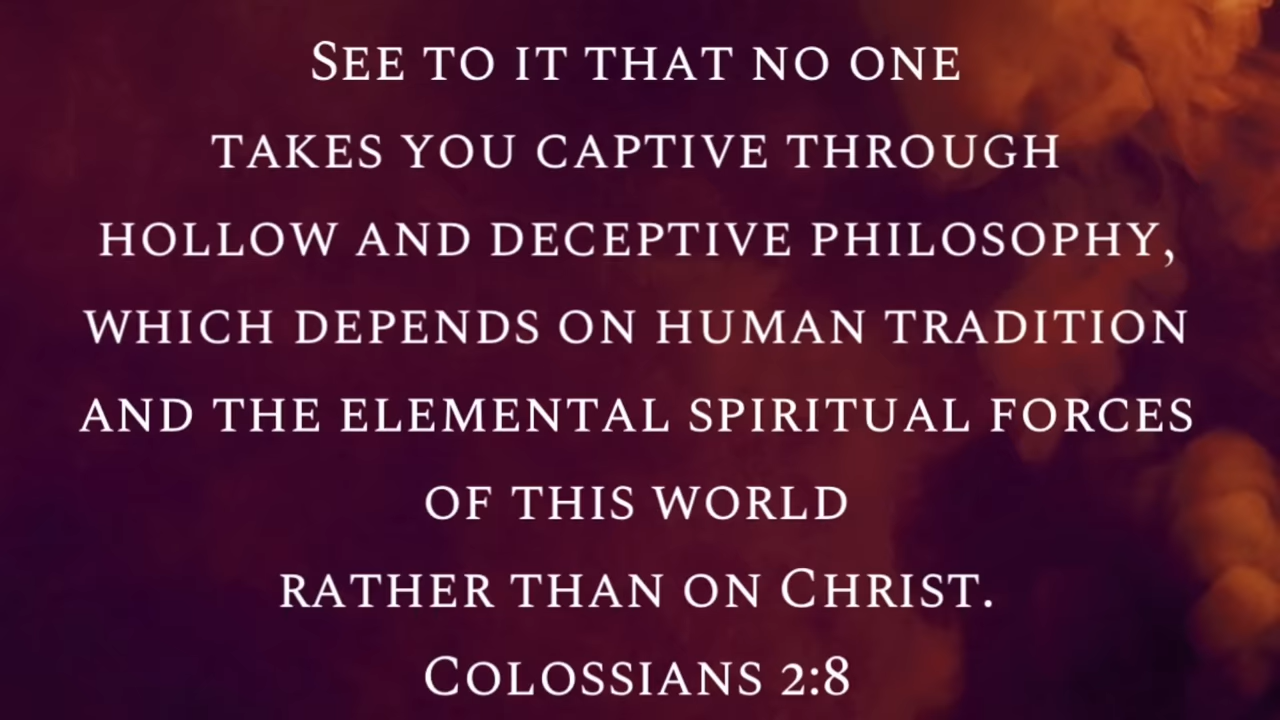 See to it that no one
takes you captive through
hollow and deceptive philosophy,
which depends on human tradition
and the elemental spiritual forces
of this world
rather than on Christ.
Colossians 2:8